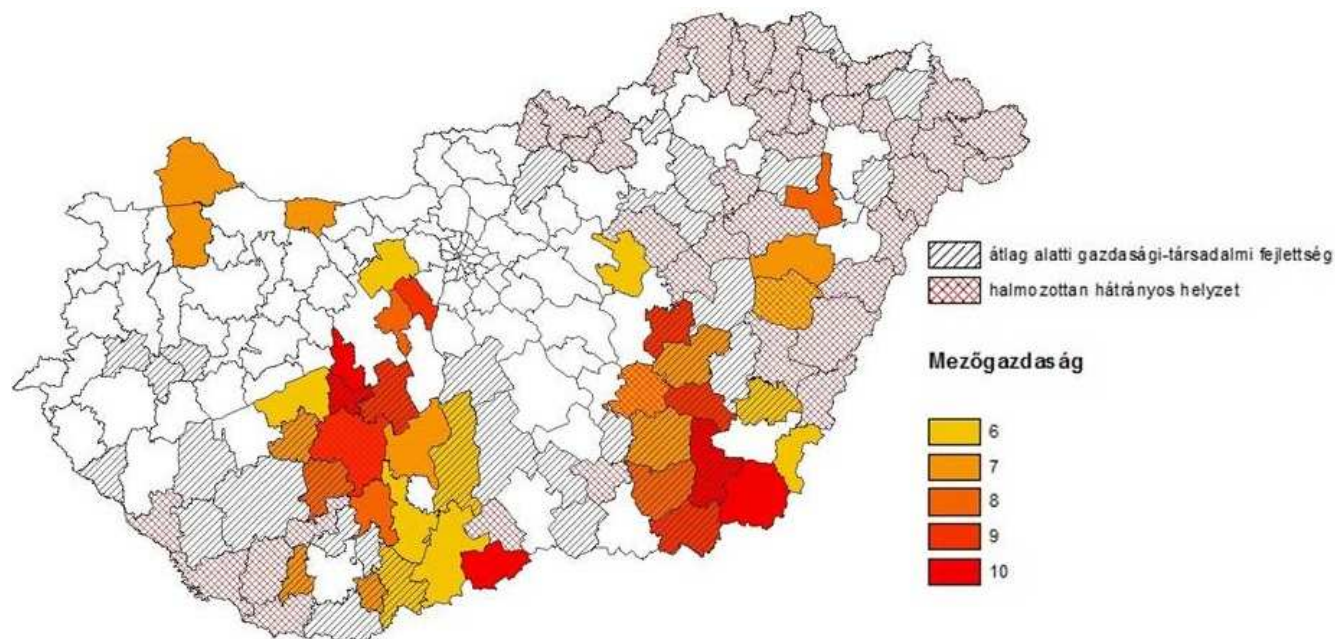 átlag alatti gazdasági-társadalmi fejlettség
halmozottan hátrányos helyzet
Mezőgazdaság
6
7
8
9
10